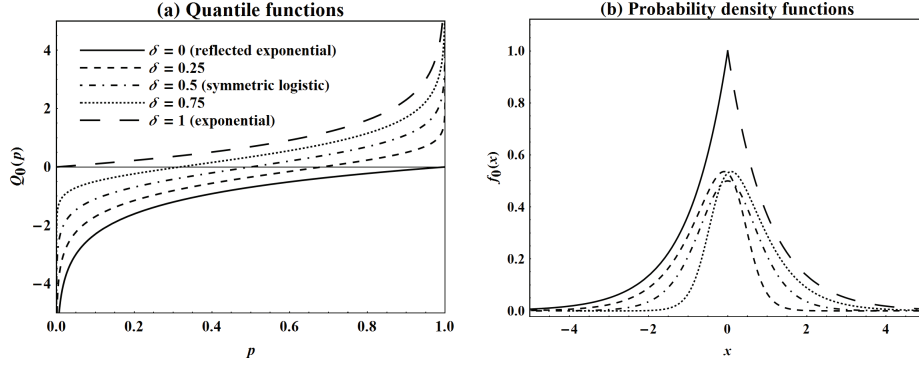 (a) Quantile functions
4
2
0
−2
−4
Q0(p)
δ = 0 (reflected exponential)
δ = 0.25
δ = 0.5 (symmetric logistic)
δ = 0.75
δ = 1 (exponential)
0.0 0.2 0.4 0.6 0.8 1.0
p
(b) Probability density functions
1.0
0.8
0.6
0.4
0.2
0.0
f0(x)
−4 −2 0 2 4
x